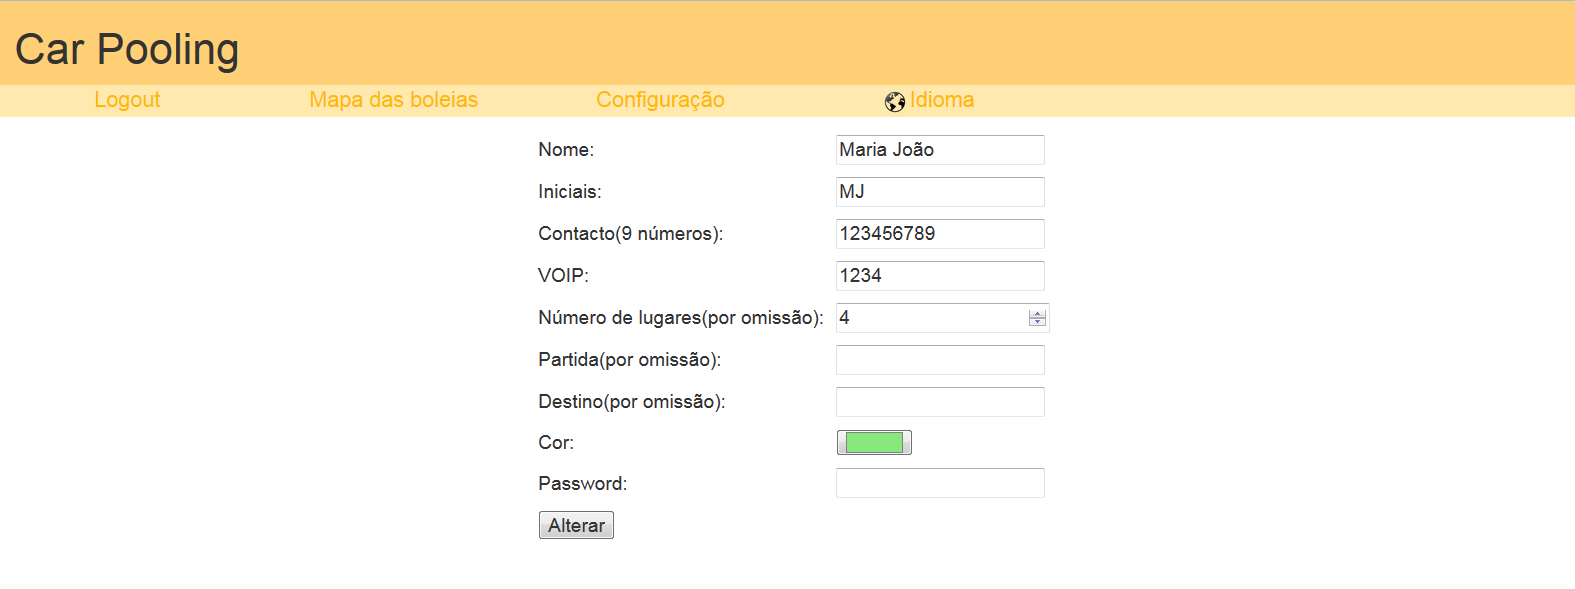 Car Pooling
Logout Mapa das boleias Configuração Idioma
Nome: Maria João
Iniciais: MJ
Contacto(9 números): 123456789
VOIP: 1234
Número de lugares(por omissão): 4
Partida(por omissão):
Destino(por omissão):
Cor:
Password:
Alterar